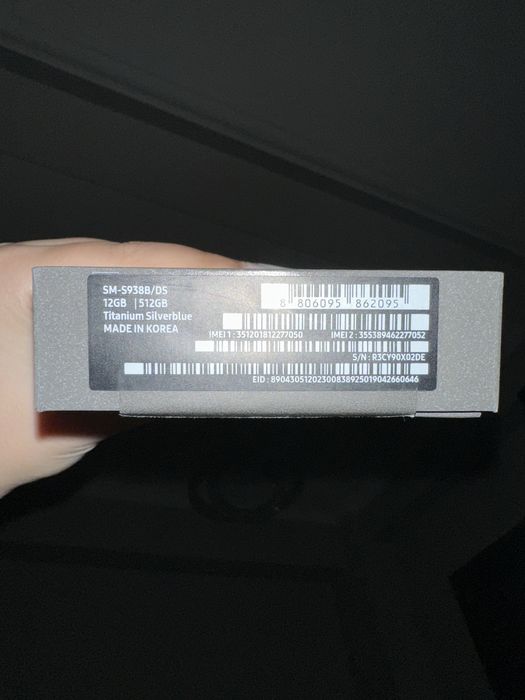 SM-S938B/DS
12GB | 512GB
Titanium Silverblue
MADE IN KOREA
8 806095 862095
IMEI 1 : 351201812277050 IMEI 2 : 355389462277052
S/N : R3CY90X02DE
EID : 89043051202300838925019042660646